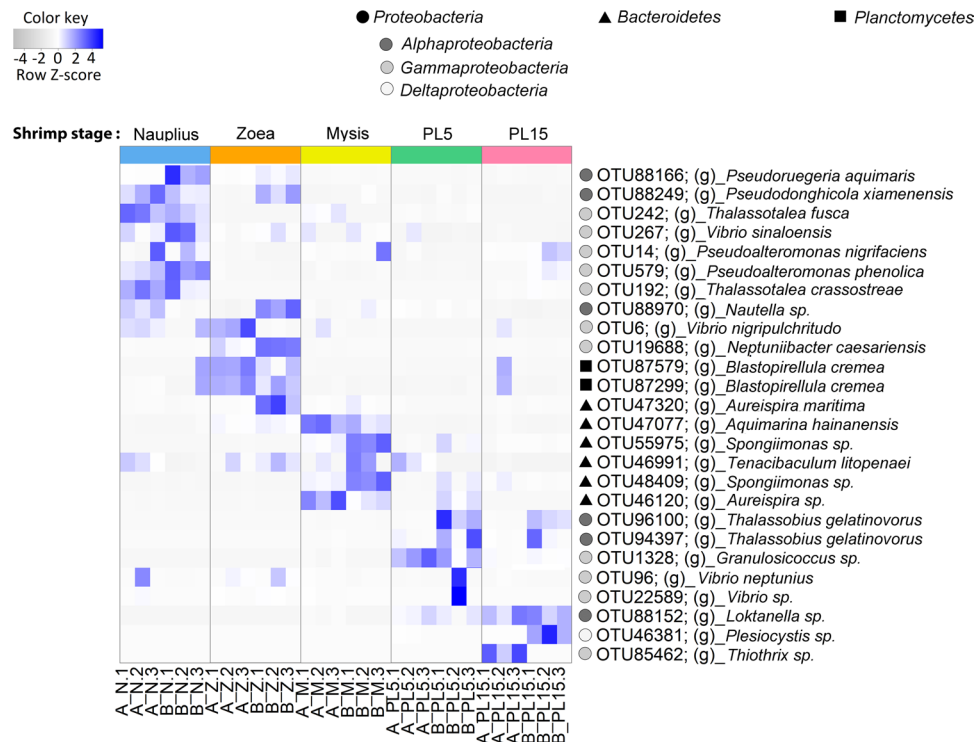 Color key
-4 -2 0 2 4
Row Z-score
Proteobacteria
Bacteroidetes
Planctomycetes
Alphaproteobacteria
Gammaproteobacteria
Deltaproteobacteria
Shrimp stage :
Nauplius
Zoea
Mysis
PL5
PL15
OTU88166; (g)_Pseudoruegeria aquimaris
OTU88249; (g)_Pseudodonghicola xiamenensis
OTU242; (g)_Thalassotalea fusca
OTU267; (g)_Vibrio sinaloensis
OTU14; (g)_Pseudoalteromonas nigrifaciens
OTU579; (g)_Pseudoalteromonas phenolica
OTU192; (g)_Thalassotalea crassostreae
OTU88970; (g)_Nautella sp.
OTU6; (g)_Vibrio nigripulchritudo
OTU19688; (g)_Neptuniibacter caesariensis
OTU87579; (g)_Blastopirellula cremea
OTU87299; (g)_Blastopirellula cremea
OTU47320; (g)_Aureispira maritima
OTU47077; (g)_Aquimarina hainanensis
OTU55975; (g)_Spongiimonas sp.
OTU46991; (g)_Tenacibaculum litopenaei
OTU48409; (g)_Spongiimonas sp.
OTU46120; (g)_Aureispira sp.
OTU96100; (g)_Thalassobius gelatinovorus
OTU94397; (g)_Thalassobius gelatinovorus
OTU1328; (g)_Granulosicoccus sp.
OTU96; (g)_Vibrio neptunius
OTU22589; (g)_Vibrio sp.
OTU88152; (g)_Loktanella sp.
OTU46381; (g)_Plesiocystis sp.
OTU85462; (g)_Thiothrix sp.
A_N.1
A_N.2
A_N.3
B_N.1
B_N.2
B_N.3
A_Z.1
A_Z.2
A_Z.3
B_Z.1
B_Z.2
B_Z.3
A_M.1
A_M.2
A_M.3
B_M.1
B_M.2
B_M.3
A_PL5.1
A_PL5.2
A_PL5.3
B_PL5.1
B_PL5.2
B_PL5.3
A_PL15.1
A_PL15.2
A_PL15.3
B_PL15.1
B_PL15.2
B_PL15.3